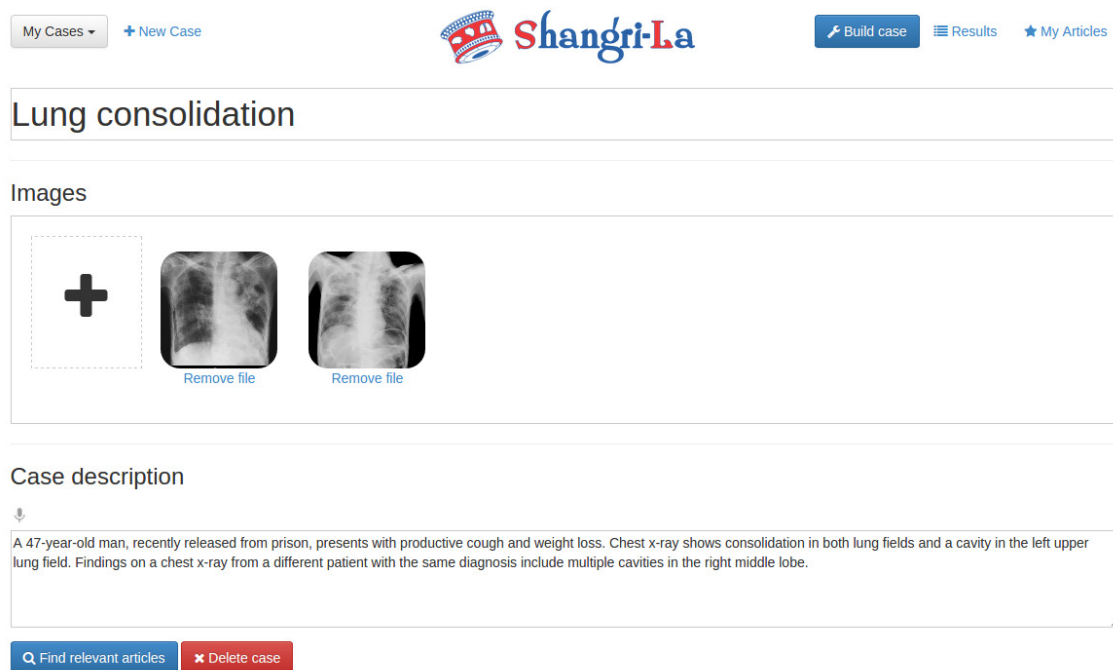 My Cases
New Case
Shangri-La
Build case
Results
My Articles
Lung consolidation
Images
Remove file
Remove file
Case description
A 47-year-old man, recently released from prison, presents with productive cough and weight loss. Chest x-ray shows consolidation in both lung fields and a cavity in the left upper
lung field. Findings on a chest x-ray from a different patient with the same diagnosis include multiple cavities in the right middle lobe.
Find relevant articles
Delete case